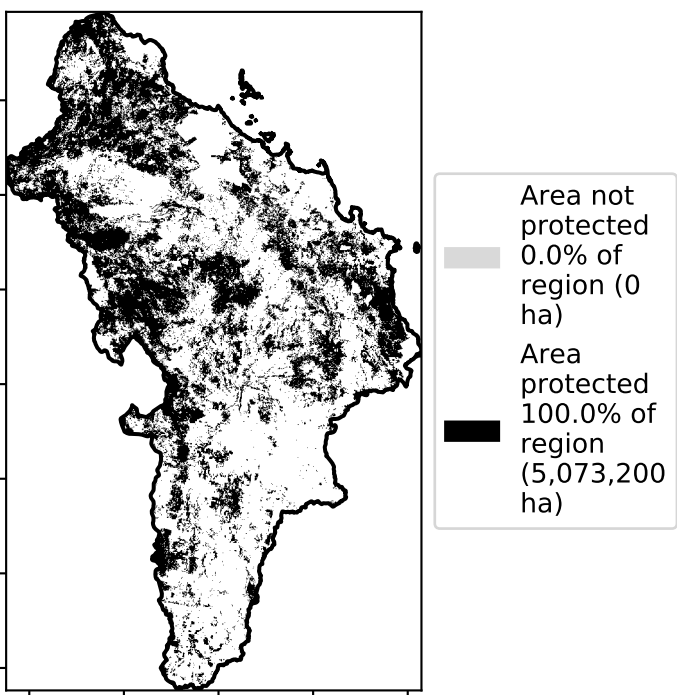 Area not
protected
0.0% of
region (0
ha)
Area
protected
100.0% of
region
(5,073,200
ha)